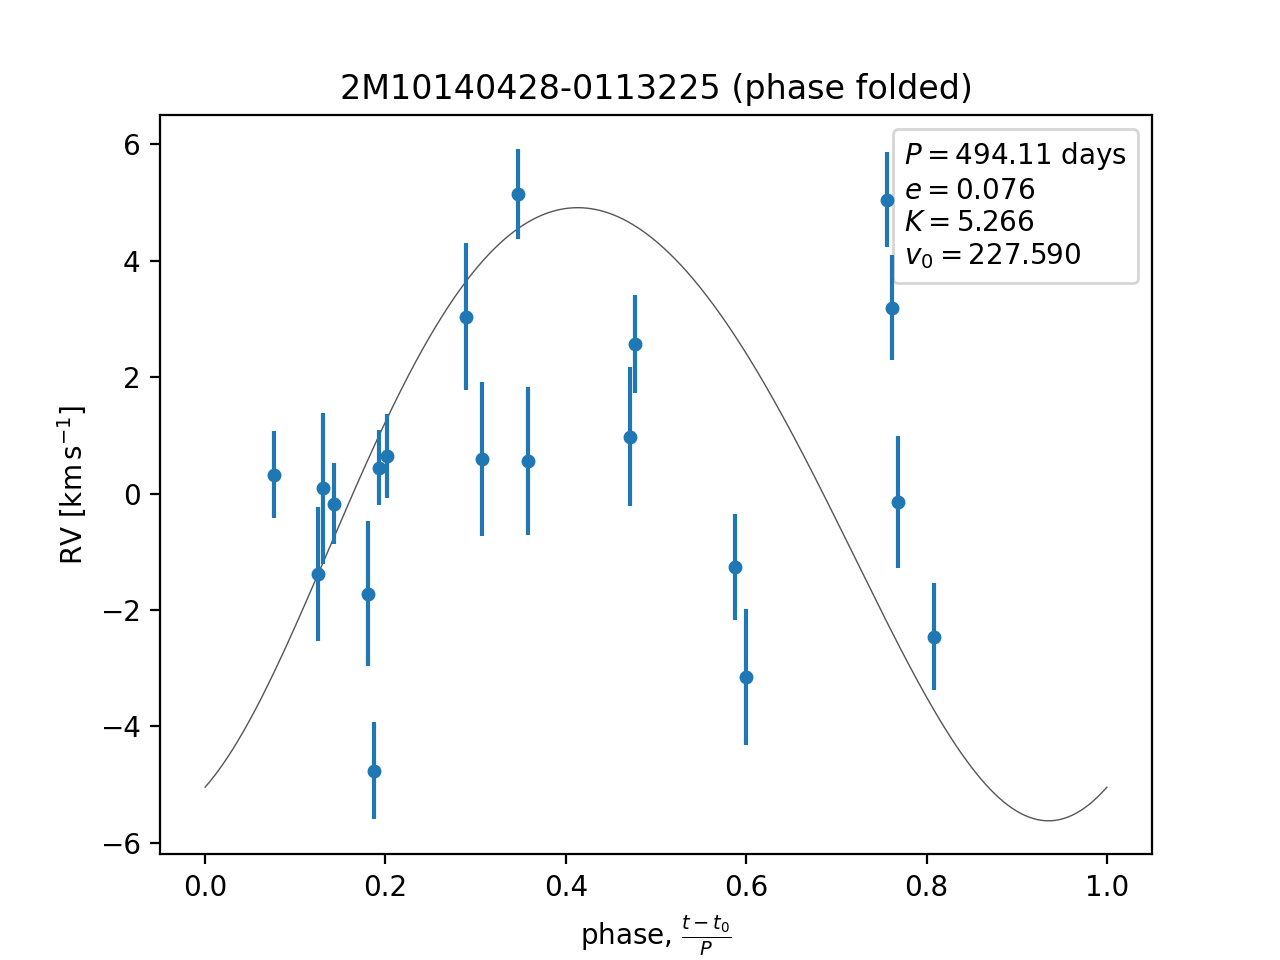 2M10140428-0113225 (phase folded)
P = 494.11 days
e = 0.076
K = 5.266
v₀ = 227.590
6
4
2
0
−2
−4
−6
RV [km s⁻¹]
0.0 0.2 0.4 0.6 0.8 1.0
phase, (t − t₀)/P